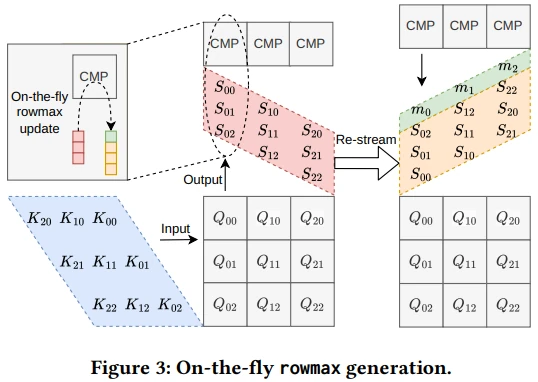 CMP
On-the-fly
rowmax
update
CMP CMP CMP
S00
S01 S10
S02 S11 S20
S12 S21
S22
Output
Re-stream
K20 K10 K00
K21 K11 K01
K22 K12 K02
Input
Q00 Q10 Q20
Q01 Q11 Q21
Q02 Q12 Q22
CMP CMP CMP
m2
m1 S22
m0 S12 S20
S02 S11 S21
S01 S10
S00
Q00 Q10 Q20
Q01 Q11 Q21
Q02 Q12 Q22
Figure 3: On-the-fly rowmax generation.